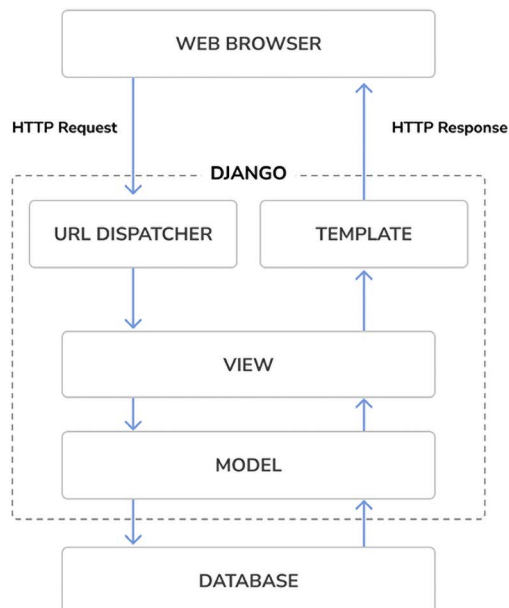 WEB BROWSER
HTTP Request
HTTP Response
DJANGO
URL DISPATCHER
TEMPLATE
VIEW
MODEL
DATABASE